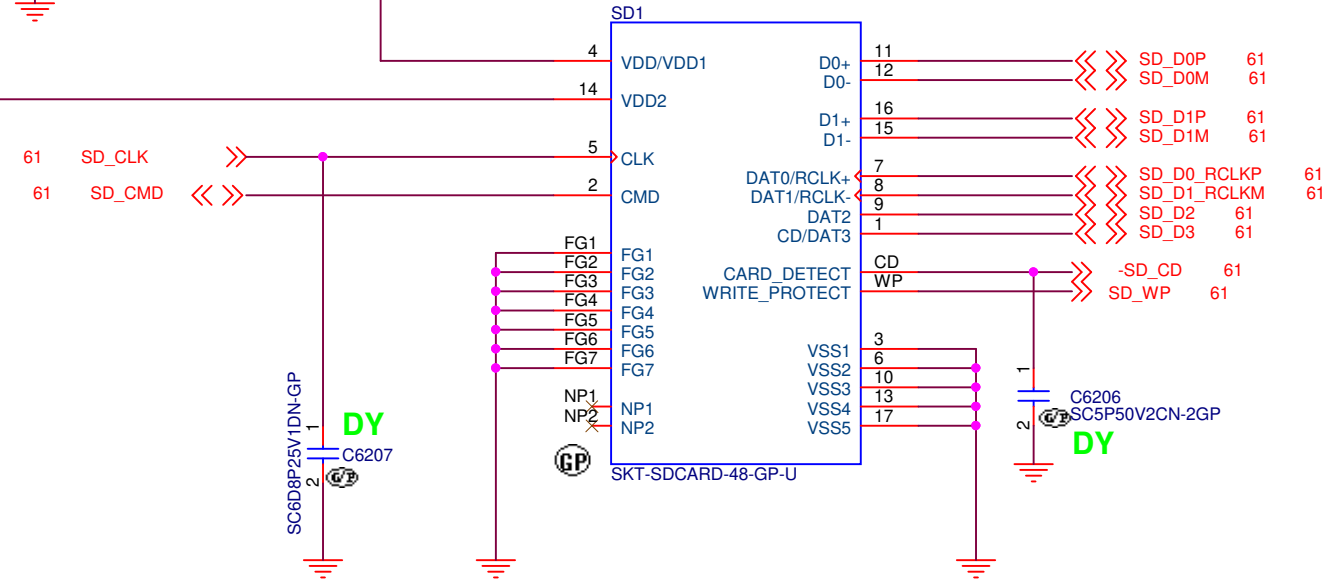 SD1
4 VDD/VDD1
14 VDD2
61 SD_CLK 5 CLK
61 SD_CMD 2 CMD
FG1 FG1
FG2 FG2
FG3 FG3
FG4 FG4
FG5 FG5
FG6 FG6
FG7 FG7
NP1 NP1
NP2 NP2
D0+ 11 SD_D0P 61
D0- 12 SD_D0M 61
D1+ 16 SD_D1P 61
D1- 15 SD_D1M 61
DAT0/RCLK+ 7 SD_D0_RCLKP 61
DAT1/RCLK- 8 SD_D1_RCLKM 61
DAT2 9 SD_D2 61
CD/DAT3 1 SD_D3 61
CARD_DETECT CD -SD_CD 61
WRITE_PROTECT WP SD_WP 61
VSS1 3
VSS2 6
VSS3 10
VSS4 13
VSS5 17
GP
SKT-SDCARD-48-GP-U
SC6D8P25V1DN-GP
1
DY
C6207
2 G/P
1
C6206
2 G/P SC5P50V2CN-2GP
DY